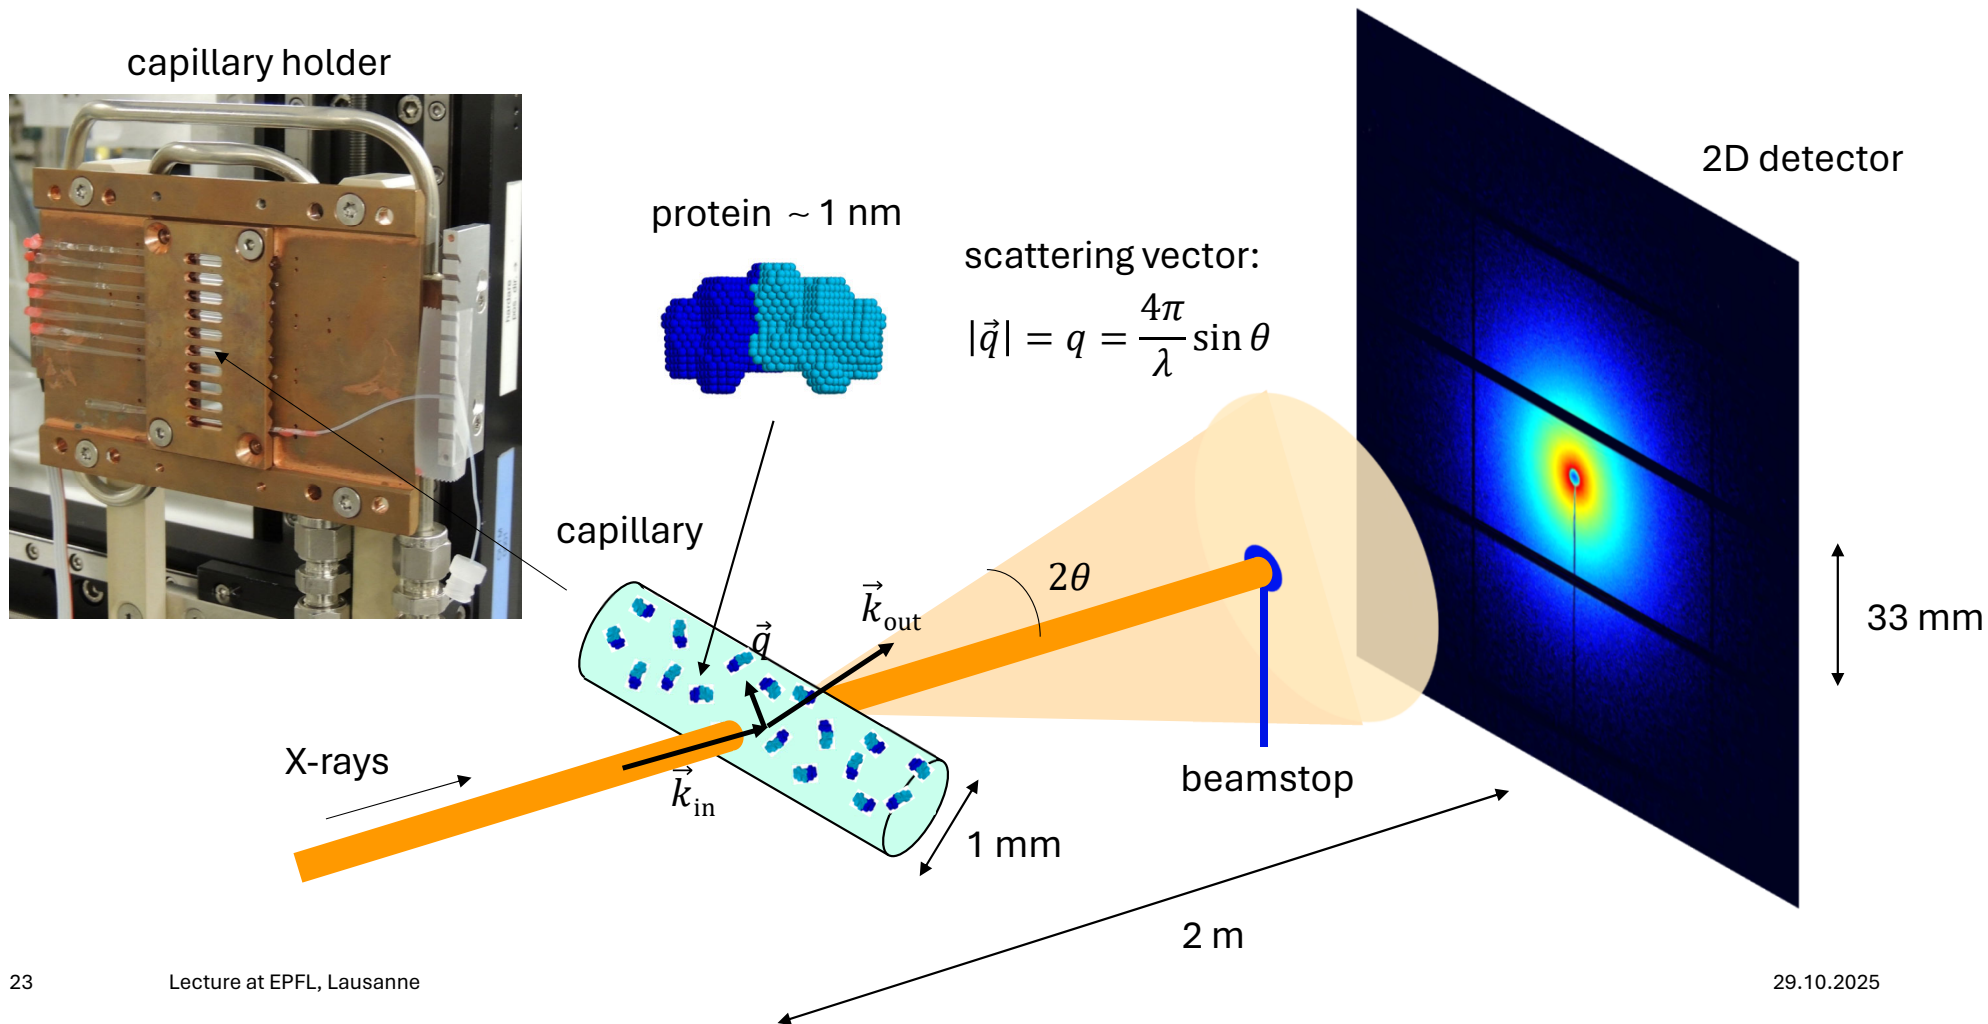 capillary holder
2D detector
protein ~ 1 nm
scattering vector:
|q⃗| = q = 4π/λ sin θ
capillary
2θ
k⃗out
q⃗
33 mm
X-rays
k⃗in
beamstop
1 mm
2 m
23
Lecture at EPFL, Lausanne
29.10.2025